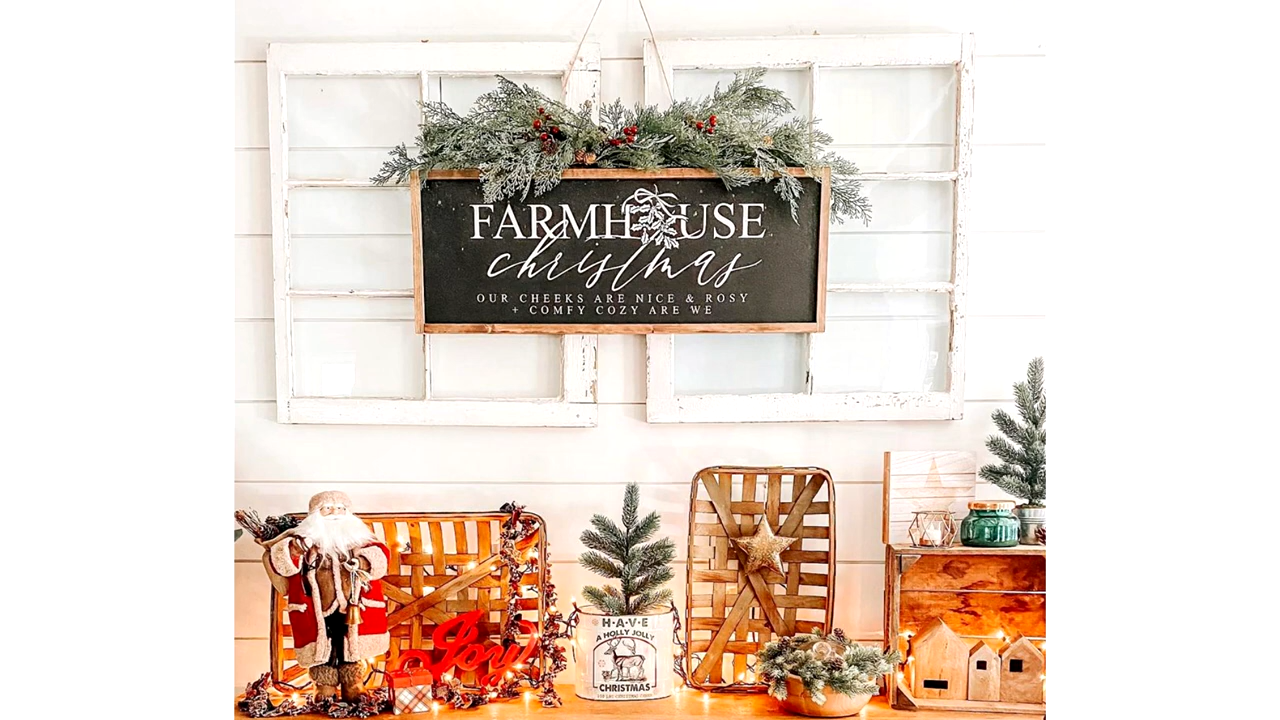 FARMHOUSE
christmas
OUR CHEEKS ARE NICE & ROSY
+ COMFY COZY ARE WE
Joy
H·A·V·E
A HOLLY JOLLY
CHRISTMAS